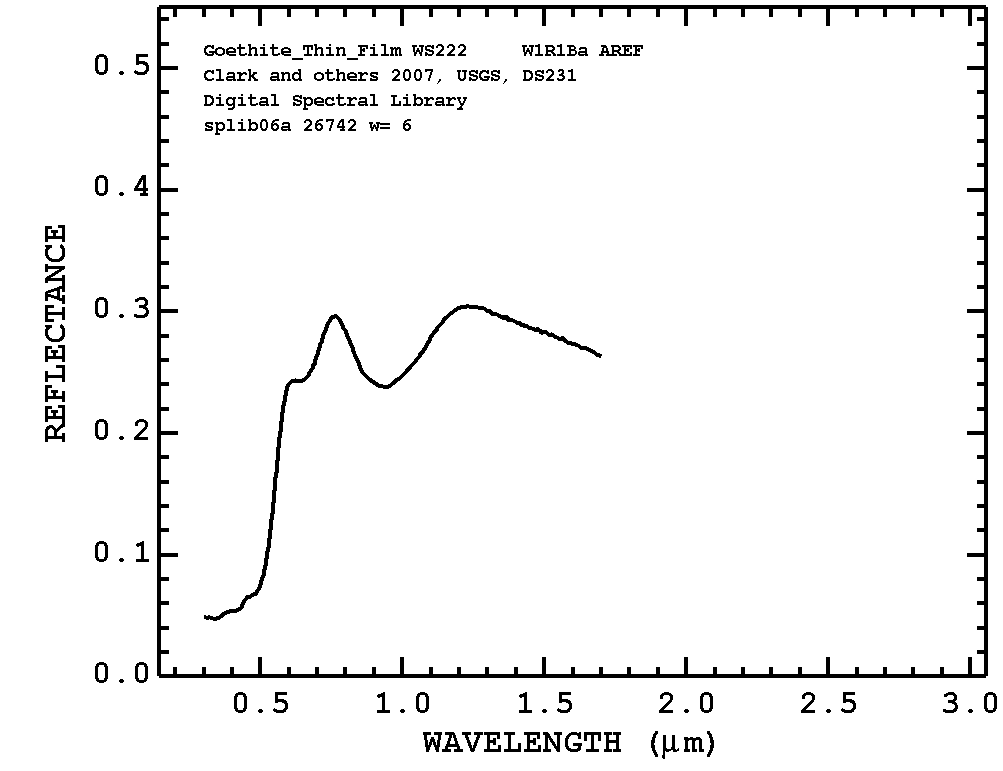 Goethite_Thin_Film WS222 W1R1Ba AREF
Clark and others 2007, USGS, DS231
Digital Spectral Library
splib06a 26742 w= 6
0.5
0.4
0.3
0.2
0.1
0.0
REFLECTANCE
0.5 1.0 1.5 2.0 2.5 3.0
WAVELENGTH (μm)